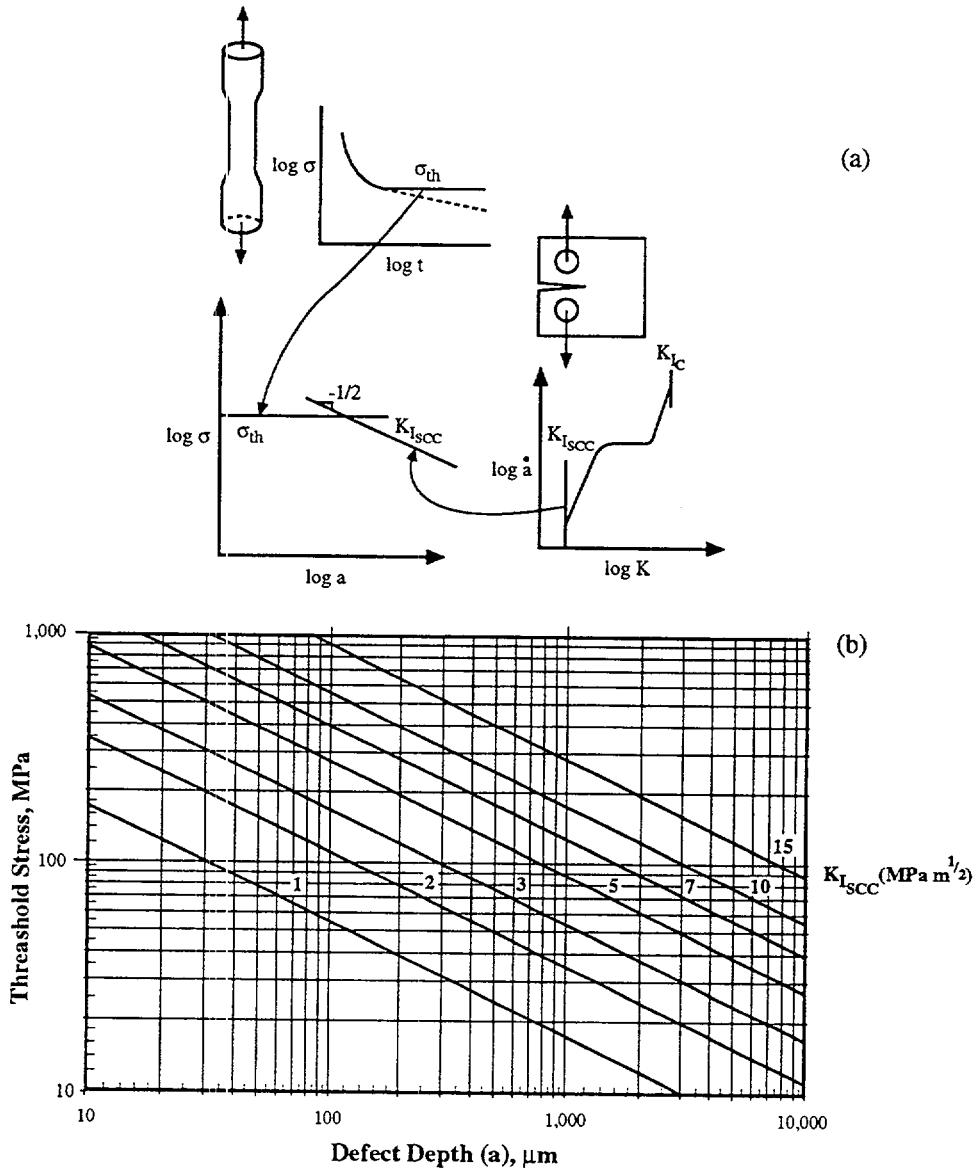 (a)
log σ
σth
log t
-1/2
KISCC
log σ
σth
log a
KIC
KISCC
log ȧ
log K
(b)
1,000
100
10
Threashold Stress, MPa
1
2
3
5
7
10
15
KISCC (MPa m 1/2)
10
100
1,000
10,000
Defect Depth (a), μm